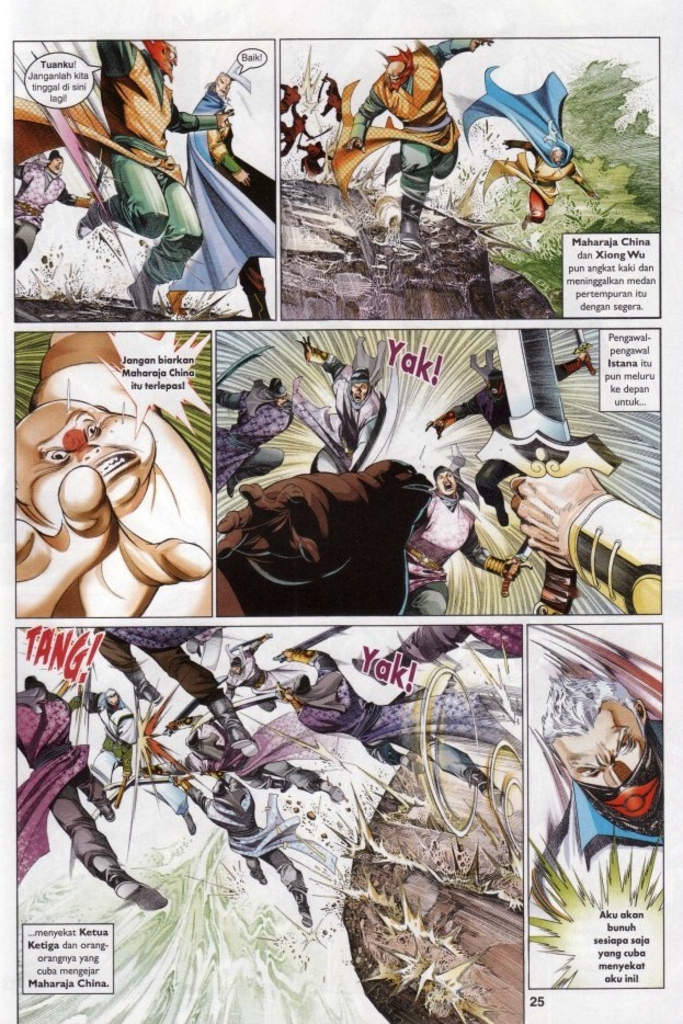 Tuanku!
Janganlah kita
tinggal di sini
lagi!
Baik!
Maharaja China
dan Xiong Wu
pun angkat kaki dan
meninggalkan medan
pertempuran itu
dengan segera.
Jangan biarkan
Maharaja China
itu terlepas!
Yak!
Pengawal-
pengawal
Istana itu
pun meluru
ke depan
untuk...
TANG!
Yak!
...menyekat Ketua
Ketiga dan orang-
orangnya yang
cuba mengejar
Maharaja China.
Aku akan
bunuh
sesiapa saja
yang cuba
menyekat
aku ini!
25